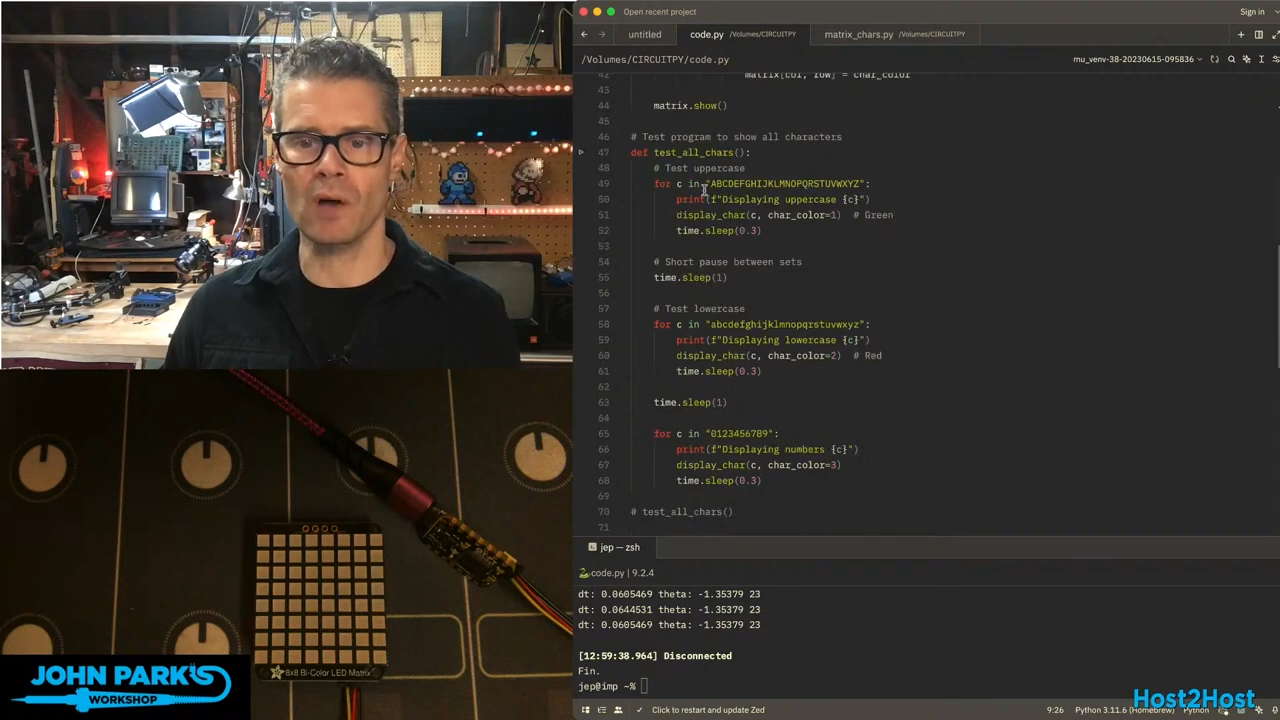 Open recent project
Sign in
untitled
code.py /Volumes/CIRCUITPY
matrix_chars.py /Volumes/CIRCUITPY
/Volumes/CIRCUITPY/code.py
mu_venv-38-20230615-095836
42 matrix[col, row] = char_color
43
44 matrix.show()
45
46 # Test program to show all characters
47 def test_all_chars():
48 # Test uppercase
49 for c in "ABCDEFGHIJKLMNOPQRSTUVWXYZ":
50 print(f"Displaying uppercase {c}")
51 display_char(c, char_color=1) # Green
52 time.sleep(0.3)
53
54 # Short pause between sets
55 time.sleep(1)
56
57 # Test lowercase
58 for c in "abcdefghijklmnopqrstuvwxyz":
59 print(f"Displaying lowercase {c}")
60 display_char(c, char_color=2) # Red
61 time.sleep(0.3)
62
63 time.sleep(1)
64
65 for c in "0123456789":
66 print(f"Displaying numbers {c}")
67 display_char(c, char_color=3)
68 time.sleep(0.3)
69
70 # test_all_chars()
71
jep — zsh
code.py | 9.2.4
dt: 0.0605469 theta: -1.35379 23
dt: 0.0644531 theta: -1.35379 23
dt: 0.0605469 theta: -1.35379 23
[12:59:38.964] Disconnected
Fin.
jep@imp ~%
Click to restart and update Zed
9:26
Python 3.11.6 (Homebrew)
Python
8x8 Bi-Color LED Matrix
JOHN PARK'S
WORKSHOP
Host2Host